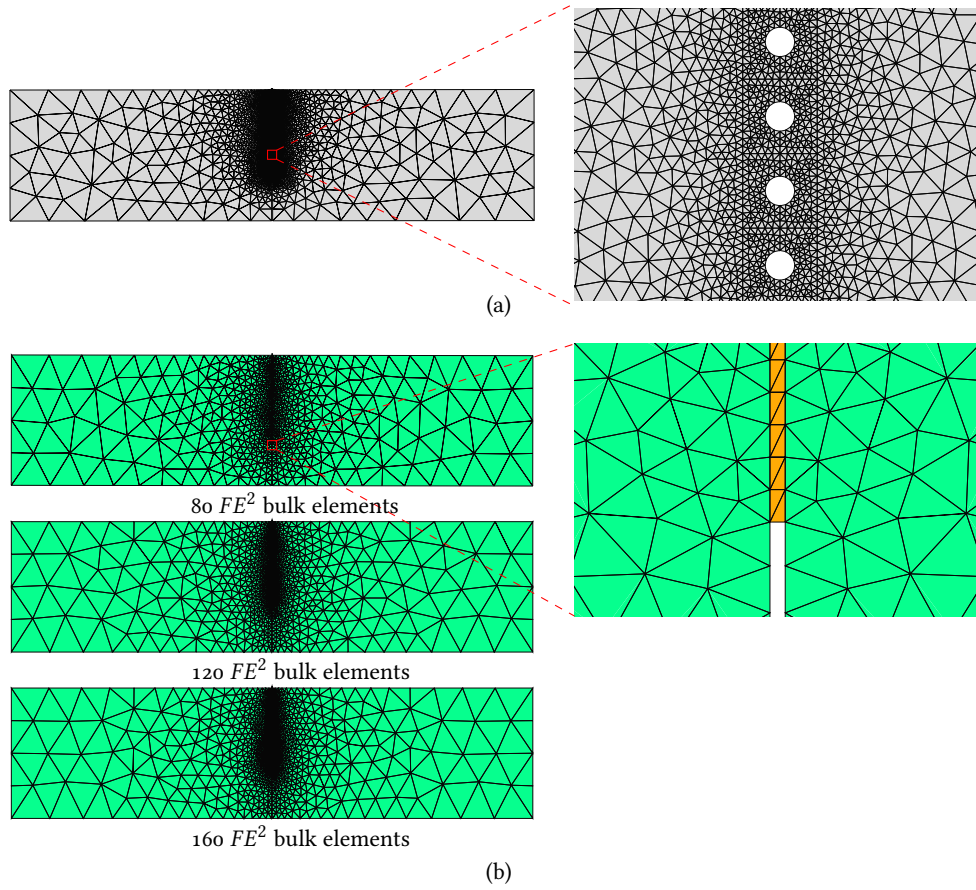 (a)
80 FE² bulk elements
120 FE² bulk elements
160 FE² bulk elements
(b)